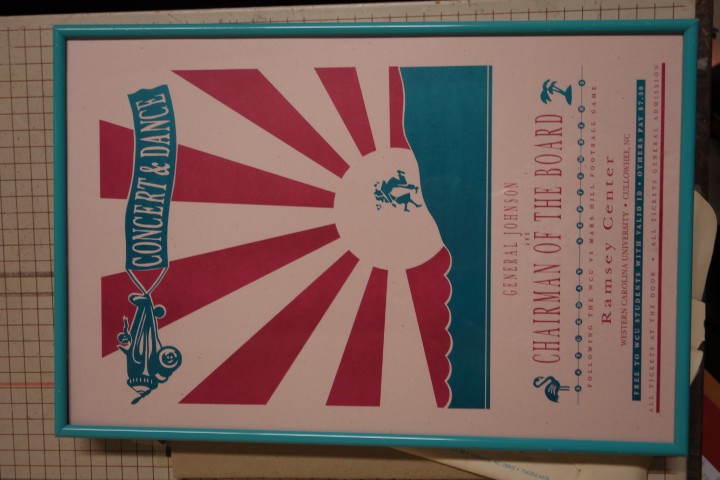 CONCERT & DANCE
GENERAL JOHNSON
AND
CHAIRMAN OF THE BOARD
SATURDAY SEPTEMBER
FOLLOWING THE WCU VS MARS HILL FOOTBALL GAME
Ramsey Center
WESTERN CAROLINA UNIVERSITY • CULLOWHEE, NC
FREE TO WCU STUDENTS WITH VALID ID • OTHERS PAY $7.50
ALL TICKETS AT THE DOOR • ALL TICKETS GENERAL ADMISSION